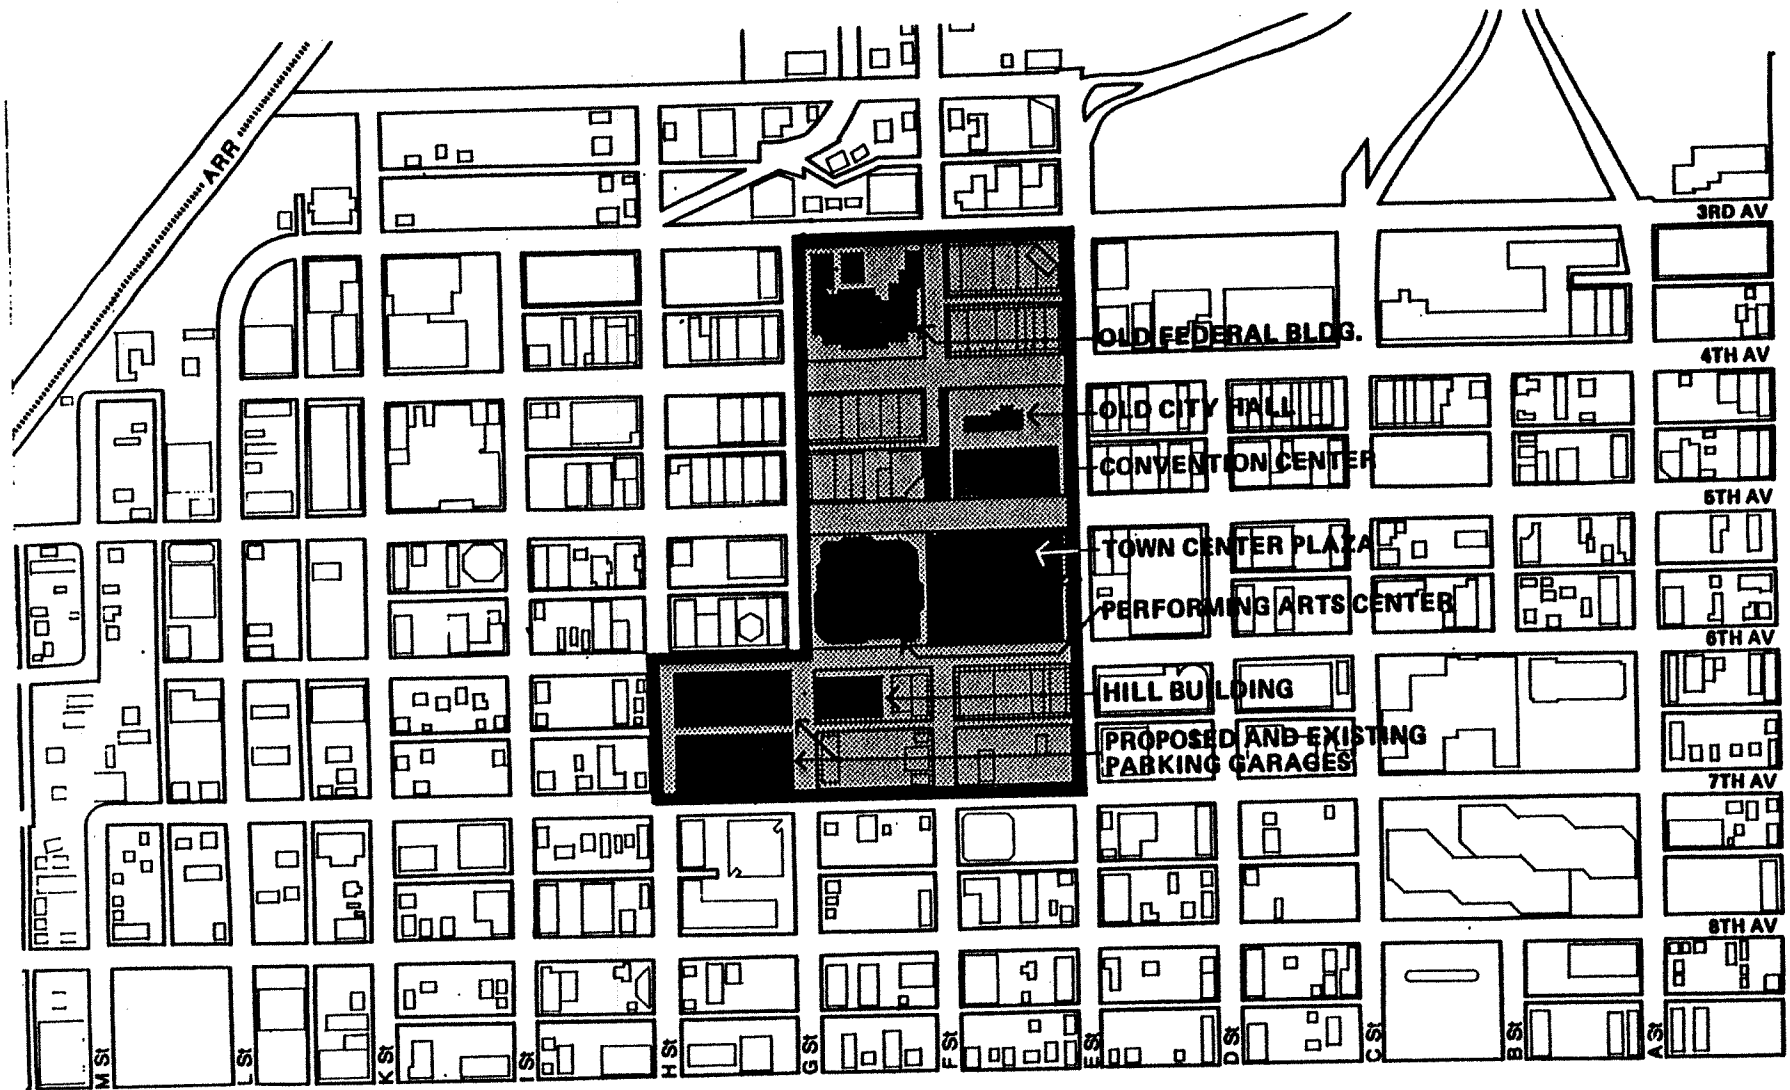 ARR
3RD AV
OLD FEDERAL BLDG.
4TH AV
OLD CITY HALL
CONVENTION CENTER
5TH AV
TOWN CENTER PLAZA
PERFORMING ARTS CENTER
6TH AV
HILL BUILDING
PROPOSED AND EXISTING
PARKING GARAGES
7TH AV
8TH AV
M St
L St
K St
I St
H St
G St
F St
E St
D St
C St
B St
A St